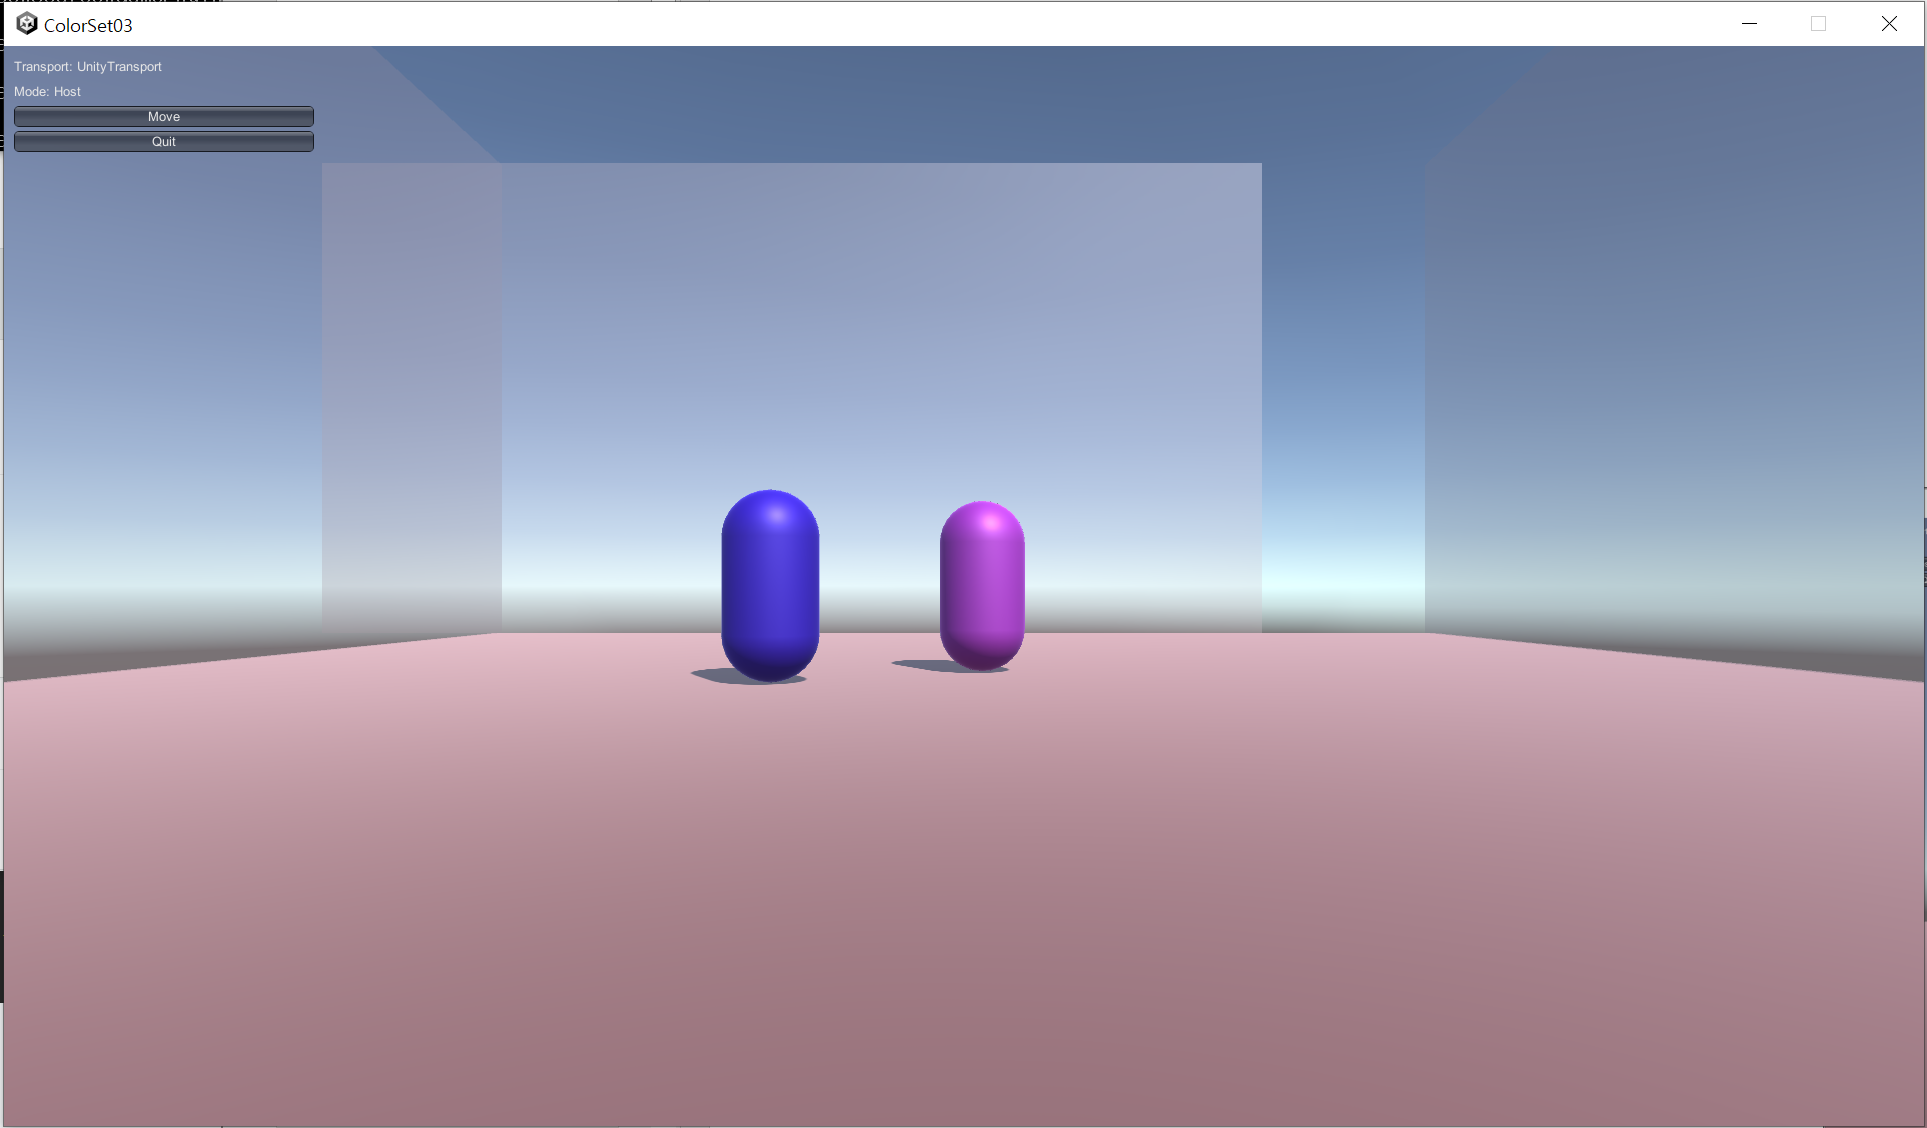 ColorSet03
Transport: UnityTransport
Mode: Host
Move
Quit